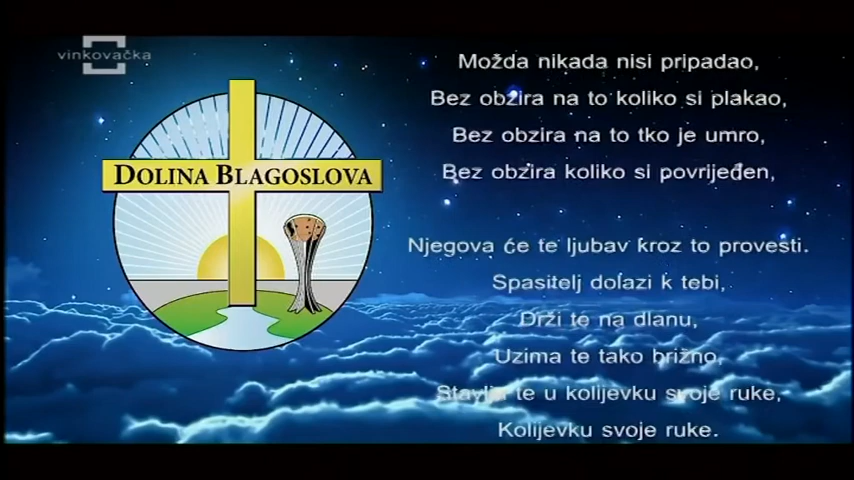 vinkovačka
DOLINA BLAGOSLOVA
Možda nikada nisi pripadao,
Bez obzira na to koliko si plakao,
Bez obzira na to tko je umro,
Bez obzira koliko si povrijeđen,
Njegova će te ljubav kroz to provesti.
Spasitelj dolazi k tebi,
Drži te na dlanu,
Uzima te tako brižno,
Stavlja te u kolijevku svoje ruke,
Kolijevku svoje ruke.